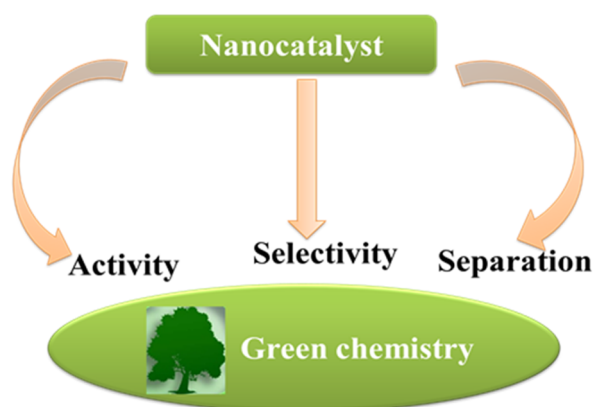 Nanocatalyst
Activity
Selectivity
Separation
Green chemistry